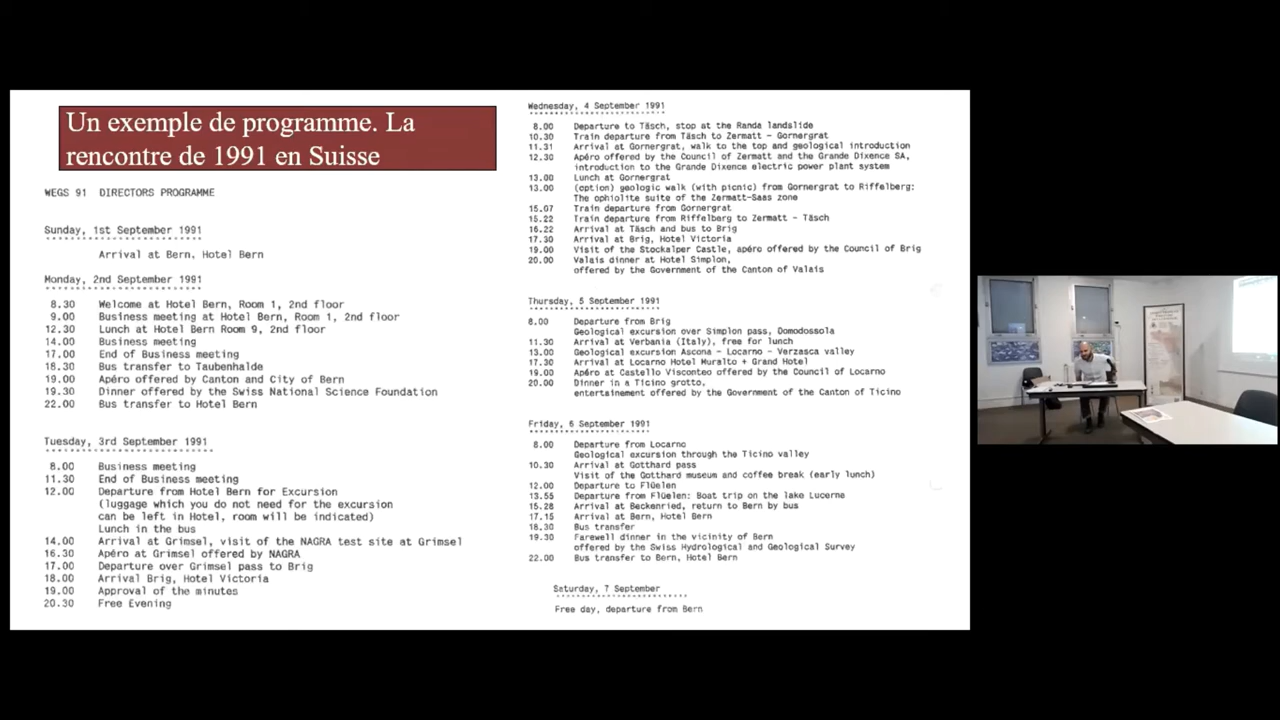 Un exemple de programme. La
rencontre de 1991 en Suisse
WEGS 91 DIRECTORS PROGRAMME
Sunday, 1st September 1991
Arrival at Bern, Hotel Bern
Monday, 2nd September 1991
8.30 Welcome at Hotel Bern, Room 1, 2nd floor
9.00 Business meeting at Hotel Bern, Room 1, 2nd floor
12.30 Lunch at Hotel Bern Room 9, 2nd floor
14.00 Business meeting
17.00 End of Business meeting
18.30 Bus transfer to Taubenhalde
19.00 Apéro offered by Canton and City of Bern
19.30 Dinner offered by the Swiss National Science Foundation
22.00 Bus transfer to Hotel Bern
Tuesday, 3rd September 1991
8.00 Business meeting
11.30 End of Business meeting
12.00 Departure from Hotel Bern for Excursion
(luggage which you do not need for the excursion
can be left in Hotel, room will be indicated)
Lunch in the bus
14.00 Arrival at Grimsel, visit of the NAGRA test site at Grimsel
16.30 Apéro at Grimsel offered by NAGRA
17.00 Departure over Grimsel pass to Brig
18.00 Arrival Brig, Hotel Victoria
19.00 Approval of the minutes
20.30 Free Evening
Wednesday, 4 September 1991
8.00 Departure to Täsch, stop at the Randa landslide
10.30 Train departure from Täsch to Zermatt - Gornergrat
11.31 Arrival at Gornergrat, walk to the top and geological introduction
12.30 Apéro offered by the Council of Zermatt and the Grande Dixence SA,
introduction to the Grande Dixence electric power plant system
13.00 Lunch at Gornergrat
13.00 (option) geologic walk (with picnic) from Gornergrat to Riffelberg:
The ophiolite suite of the Zermatt-Saas zone
15.07 Train departure from Gornergrat
15.22 Train departure from Riffelberg to Zermatt - Täsch
16.22 Arrival at Täsch and bus to Brig
17.30 Arrival at Brig, Hotel Victoria
19.00 Visit of the Stockalper Castle, apéro offered by the Council of Brig
20.00 Valais dinner at Hotel Simplon,
offered by the Government of the Canton of Valais
Thursday, 5 September 1991
8.00 Departure from Brig
Geological excursion over Simplon pass, Domodossola
11.30 Arrival at Verbania (Italy), free for lunch
13.00 Geological excursion Ascona - Locarno - Verzasca valley
17.30 Arrival at Locarno Hotel Muralto + Grand Hotel
19.00 Apéro at Castello Visconteo offered by the Council of Locarno
20.00 Dinner in a Ticino grotto,
entertainement offered by the Government of the Canton of Ticino
Friday, 6 September 1991
8.00 Departure from Locarno
Geological excursion through the Ticino valley
10.30 Arrival at Gotthard pass
Visit of the Gotthard museum and coffee break (early lunch)
12.00 Departure to Flüelen
13.55 Departure from Flüelen: Boat trip on the lake Lucerne
15.28 Arrival at Beckenried, return to Bern by bus
17.15 Arrival at Bern, Hotel Bern
18.30 Bus transfer
19.30 Farewell dinner in the vicinity of Bern
offered by the Swiss Hydrological and Geological Survey
22.00 Bus transfer to Bern, Hotel Bern
Saturday, 7 September
Free day, departure from Bern